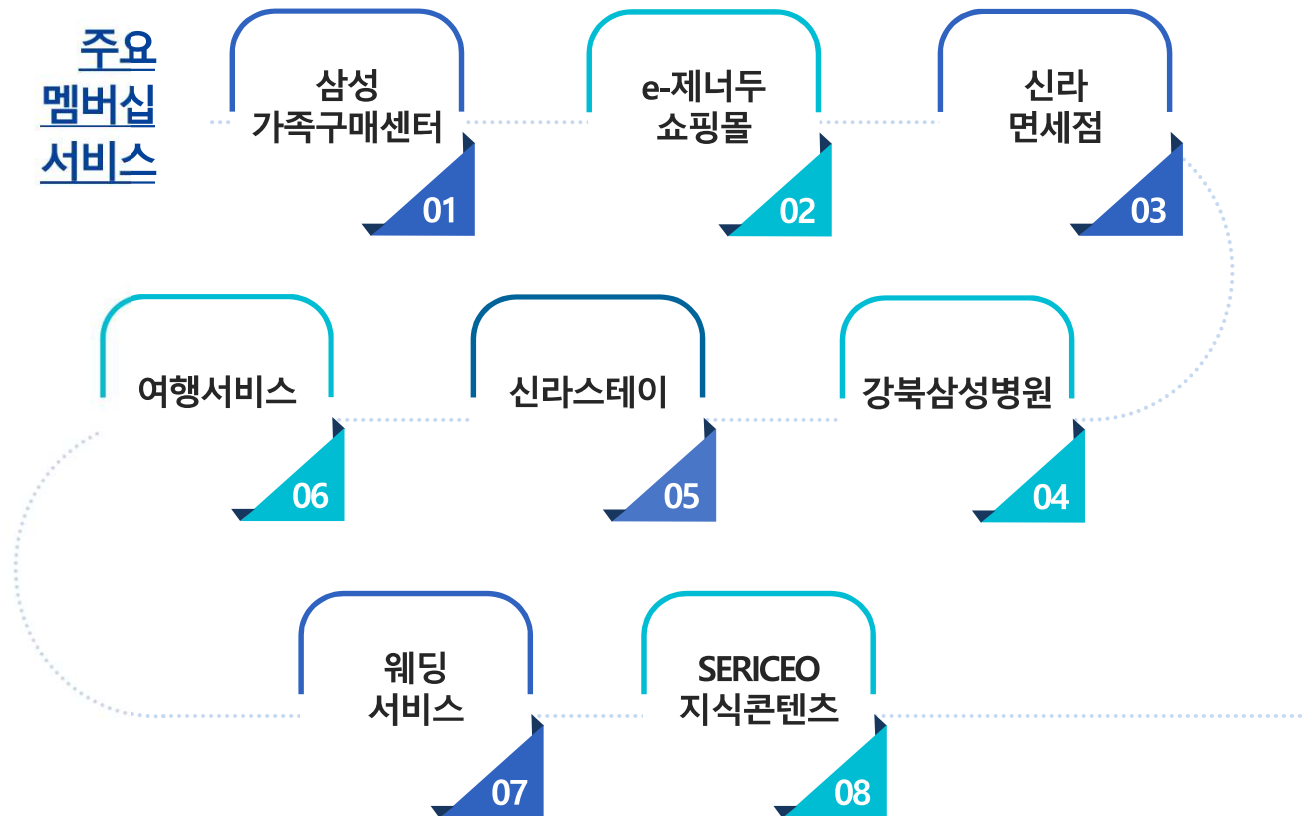 주요
멤버십
서비스
삼성
가족구매센터
01
e-제너두
쇼핑몰
02
신라
면세점
03
강북삼성병원
04
신라스테이
05
여행서비스
06
웨딩
서비스
07
SERICEO
지식콘텐츠
08